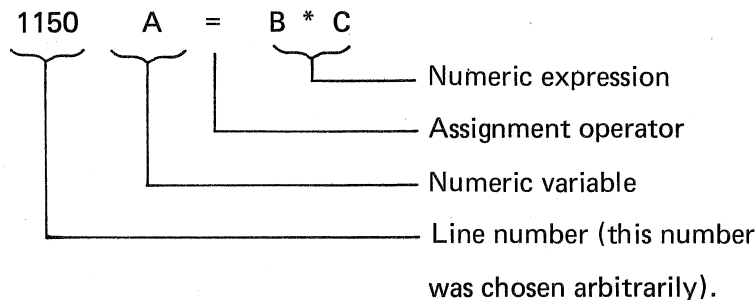 1150 A = B * C
Numeric expression
Assignment operator
Numeric variable
Line number (this number
was chosen arbitrarily).